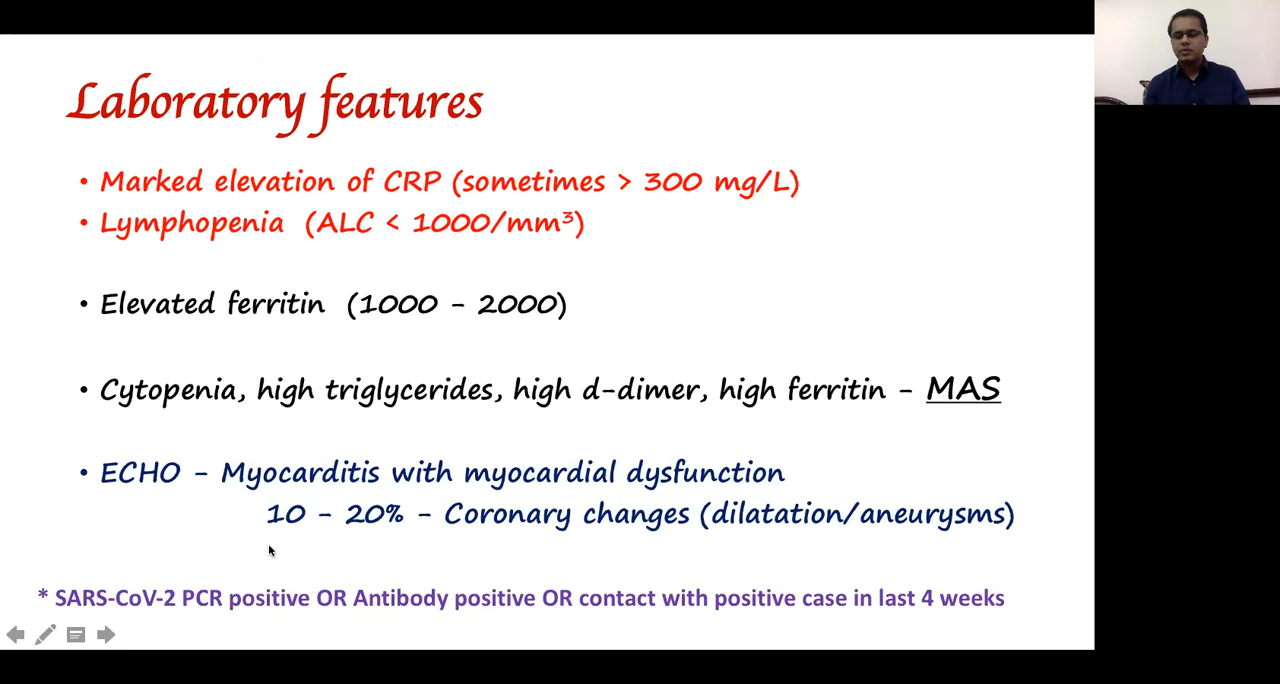 Laboratory features
• Marked elevation of CRP (sometimes > 300 mg/L)
• Lymphopenia (ALC < 1000/mm³)
• Elevated ferritin (1000 - 2000)
• Cytopenia, high triglycerides, high d-dimer, high ferritin - MAS
• ECHO - Myocarditis with myocardial dysfunction
10 - 20% - Coronary changes (dilatation/aneurysms)
* SARS-CoV-2 PCR positive OR Antibody positive OR contact with positive case in last 4 weeks